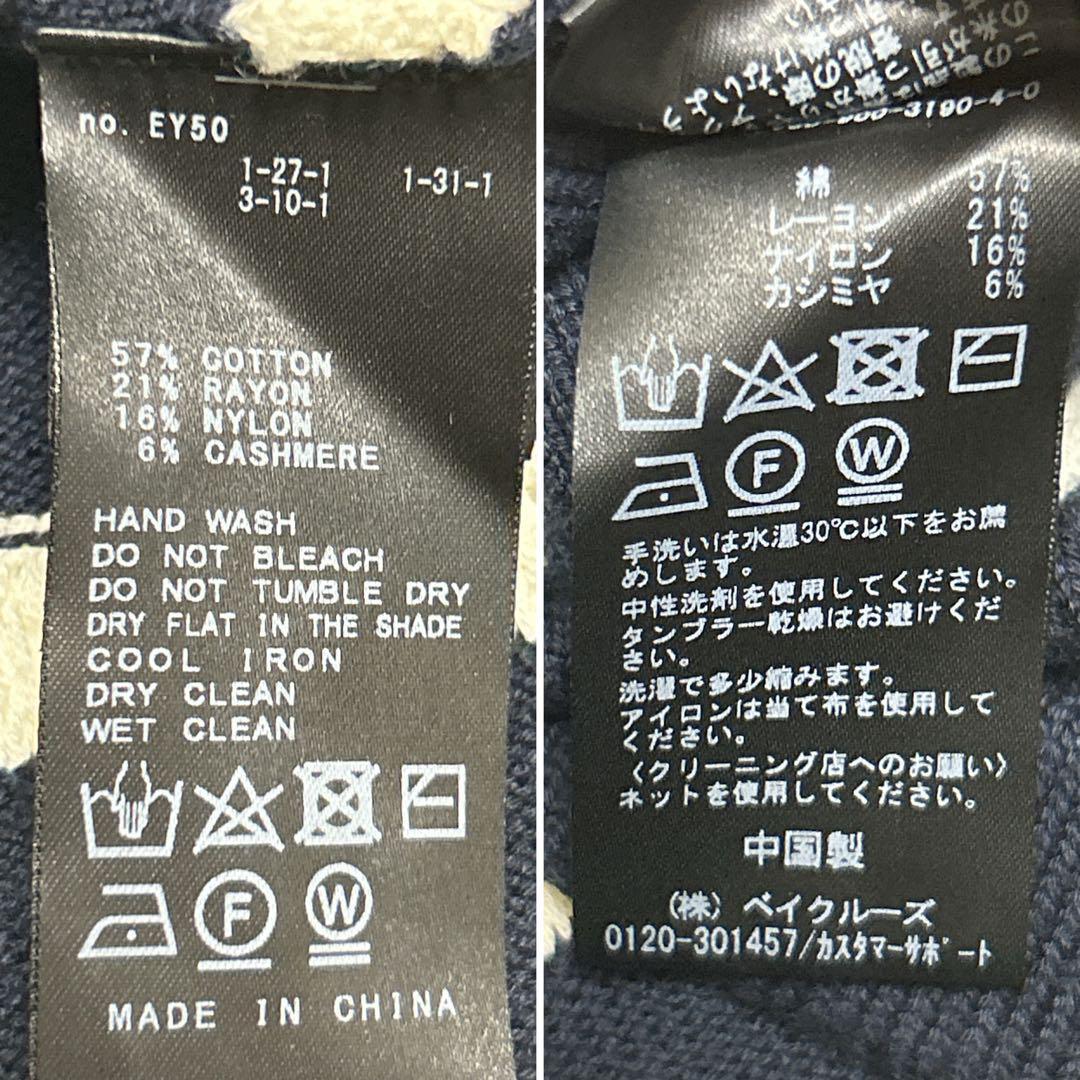 no. EY50
1-27-1 1-31-1
3-10-1
57% COTTON
21% RAYON
16% NYLON
6% CASHMERE
HAND WASH
DO NOT BLEACH
DO NOT TUMBLE DRY
DRY FLAT IN THE SHADE
COOL IRON
DRY CLEAN
WET CLEAN
F W
MADE IN CHINA
3190-4-0
綿 57%
レーヨン 21%
ナイロン 16%
カシミヤ 6%
F W
手洗いは水温30℃以下をお薦
めします。
中性洗剤を使用してください。
タンブラー乾燥はお避けくだ
さい。
洗濯で多少縮みます。
アイロンは当て布を使用して
ください。
〈クリーニング店へのお願い〉
ネットを使用してください。
中国製
(株) ベイクルーズ
0120-301457/カスタマーサポート